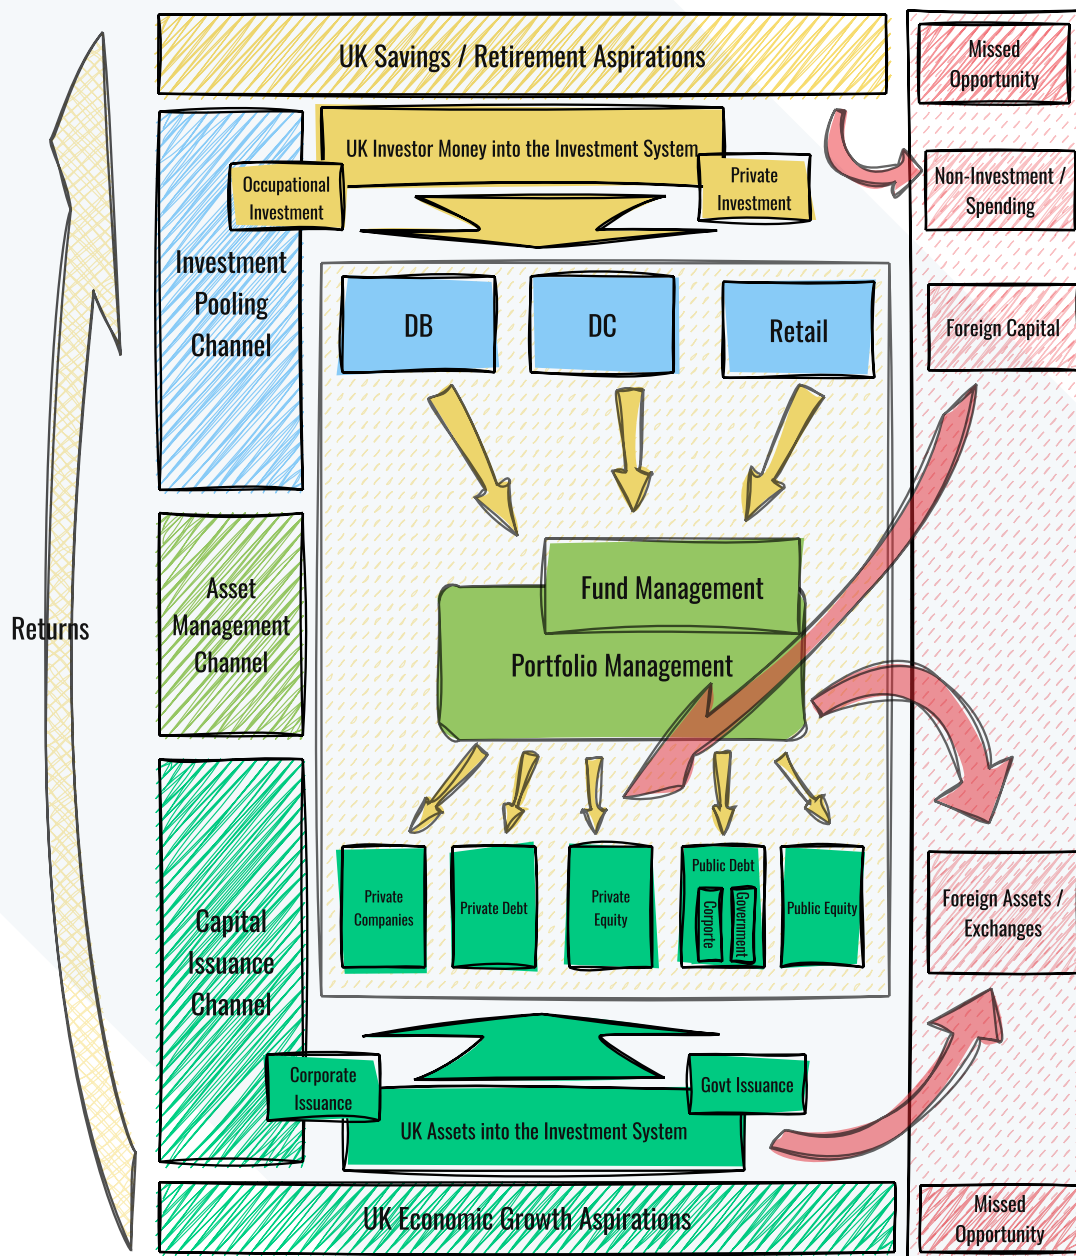 UK Savings / Retirement Aspirations
Missed
Opportunity
UK Investor Money into the Investment System
Occupational
Investment
Private
Investment
Non-Investment /
Spending
Investment
Pooling
Channel
DB
DC
Retail
Foreign Capital
Asset
Management
Channel
Fund Management
Portfolio Management
Returns
Capital
Issuance
Channel
Private
Companies
Private Debt
Private
Equity
Public Debt
Corporte
Government
Public Equity
Foreign Assets /
Exchanges
Corporate
Issuance
Govt Issuance
UK Assets into the Investment System
UK Economic Growth Aspirations
Missed
Opportunity